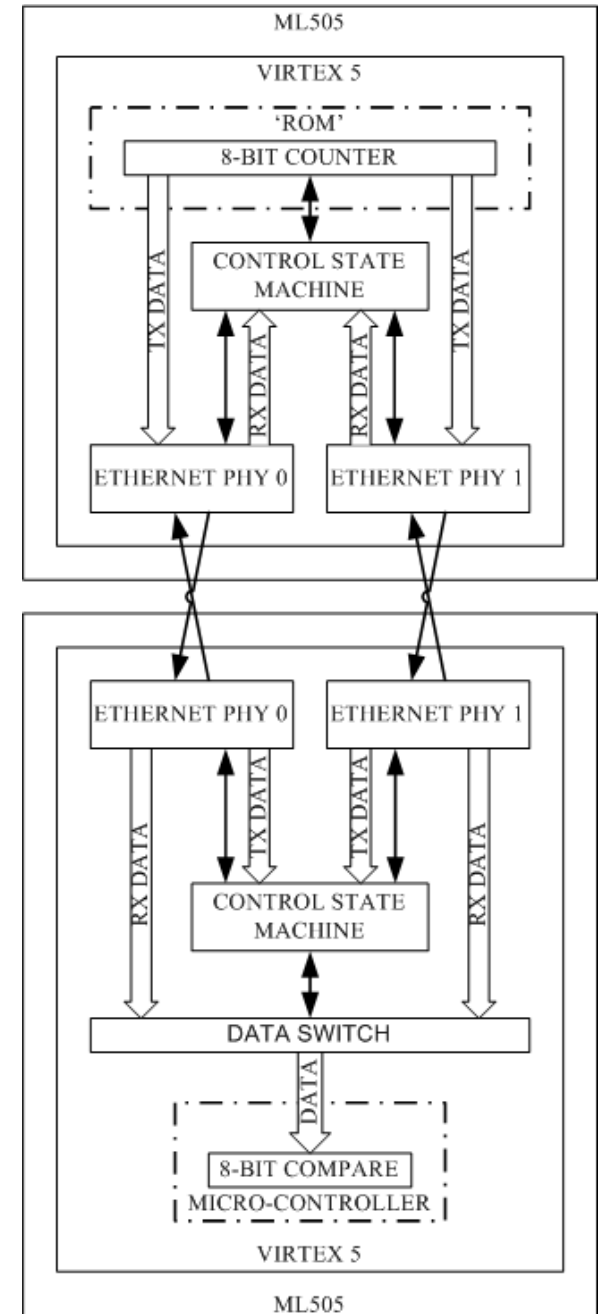 ML505
VIRTEX 5
'ROM'
8-BIT COUNTER
TX DATA
TX DATA
CONTROL STATE
MACHINE
RX DATA
RX DATA
ETHERNET PHY 0
ETHERNET PHY 1
ETHERNET PHY 0
ETHERNET PHY 1
RX DATA
TX DATA
TX DATA
RX DATA
CONTROL STATE
MACHINE
DATA SWITCH
DATA
8-BIT COMPARE
MICRO-CONTROLLER
VIRTEX 5
ML505